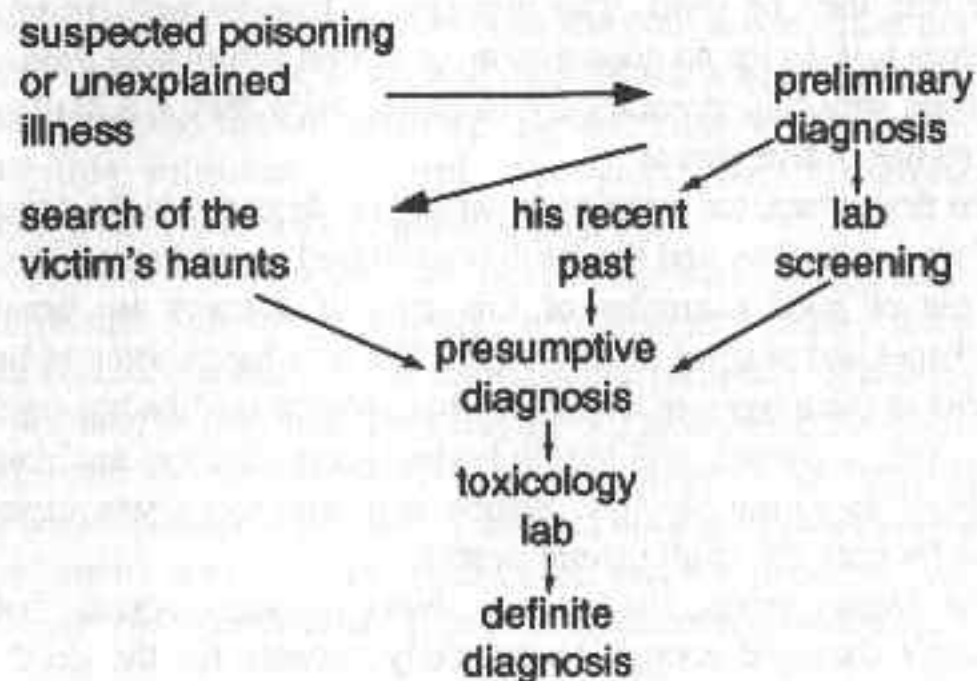 suspected poisoning
or unexplained
illness
preliminary
diagnosis
search of the
victim's haunts
his recent
past
lab
screening
presumptive
diagnosis
toxicology
lab
definite
diagnosis